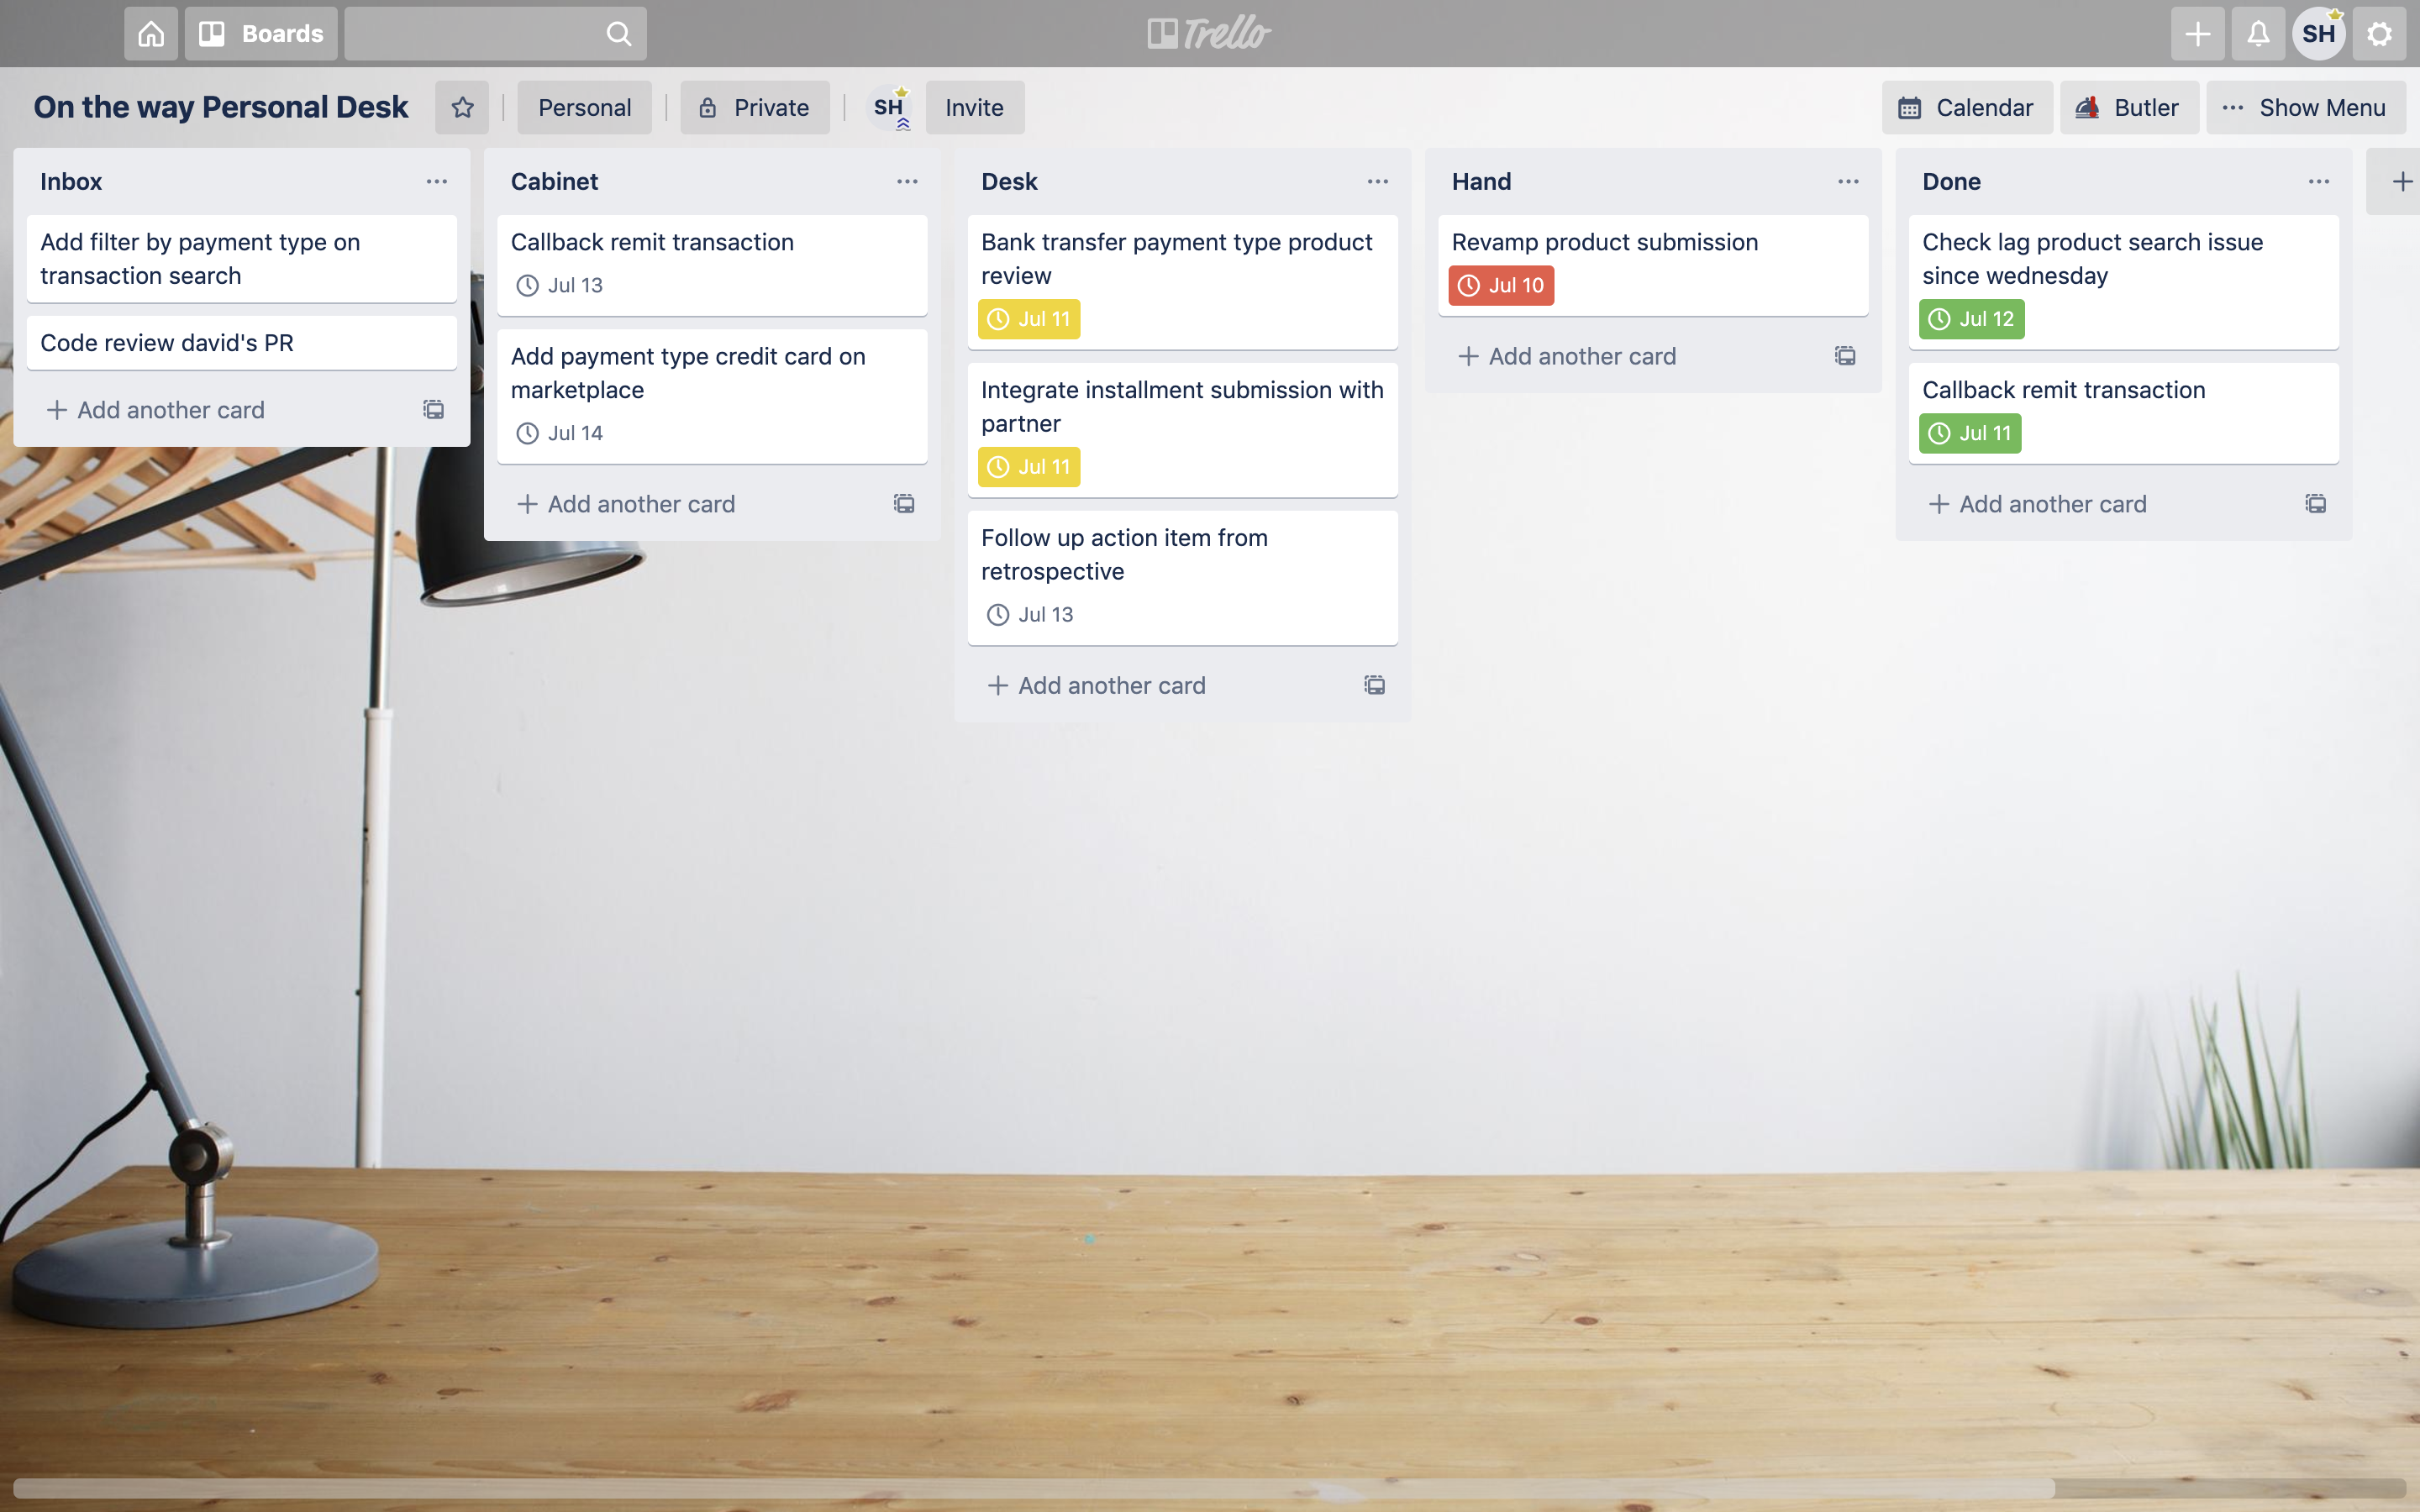 Boards
Trello
SH
On the way Personal Desk
Personal
Private
SH
Invite
Calendar
Butler
Show Menu
Inbox
Add filter by payment type on
transaction search
Code review david's PR
Add another card
Cabinet
Callback remit transaction
Jul 13
Add payment type credit card on
marketplace
Jul 14
Add another card
Desk
Bank transfer payment type product
review
Jul 11
Integrate installment submission with
partner
Jul 11
Follow up action item from
retrospective
Jul 13
Add another card
Hand
Revamp product submission
Jul 10
Add another card
Done
Check lag product search issue
since wednesday
Jul 12
Callback remit transaction
Jul 11
Add another card